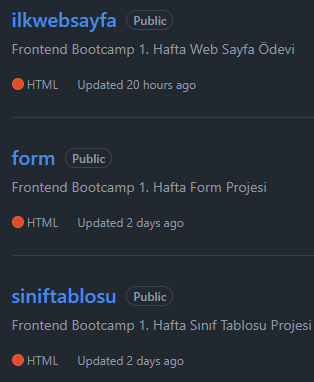 ilkwebsayfa Public
Frontend Bootcamp 1. Hafta Web Sayfa Ödevi
HTML Updated 20 hours ago
form Public
Frontend Bootcamp 1. Hafta Form Projesi
HTML Updated 2 days ago
siniftablosu Public
Frontend Bootcamp 1. Hafta Sınıf Tablosu Projesi
HTML Updated 2 days ago